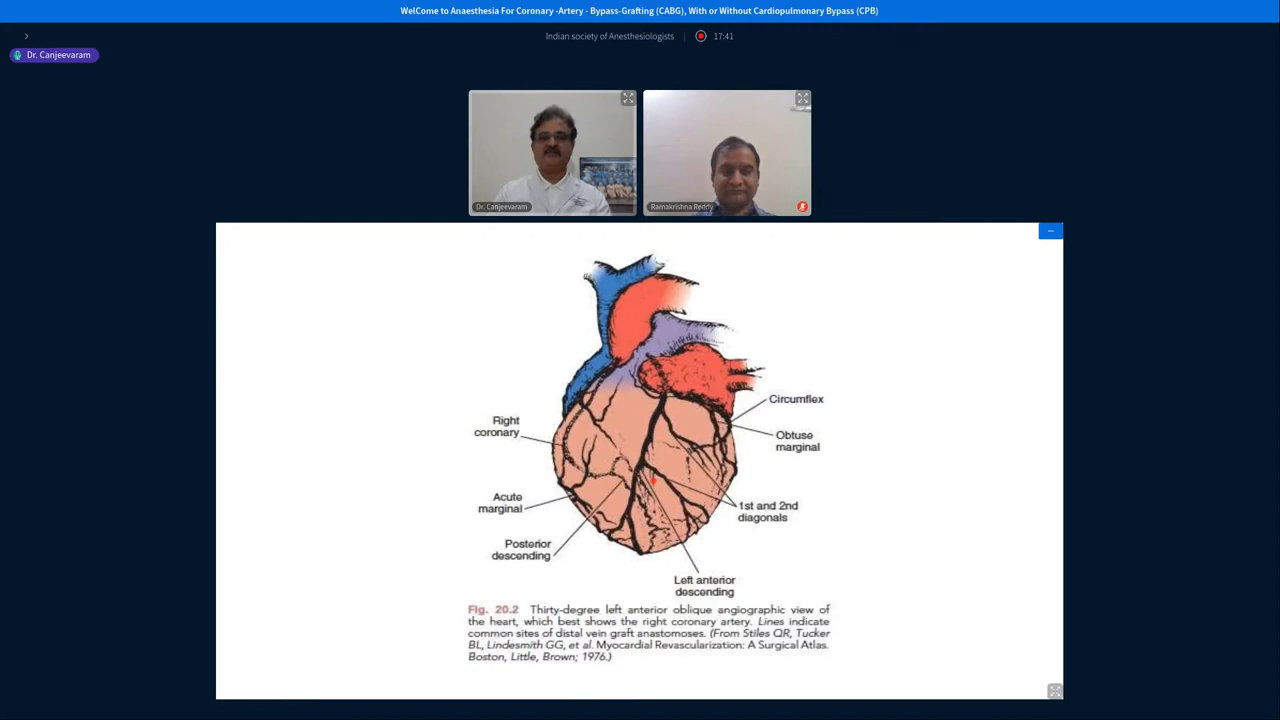 WelCome to Anaesthesia For Coronary -Artery - Bypass-Grafting (CABG), With or Without Cardiopulmonary Bypass (CPB)
Indian society of Anesthesiologists | 17:41
Dr. Canjeevaram
Dr. Canjeevaram
Ramakrishna Reddy
Circumflex
Right
coronary
Obtuse
marginal
Acute
marginal
1st and 2nd
diagonals
Posterior
descending
Left anterior
descending
Fig. 20.2 Thirty-degree left anterior oblique angiographic view of
the heart, which best shows the right coronary artery. Lines indicate
common sites of distal vein graft anastomoses. (From Stiles QR, Tucker
BL, Lindesmith GG, et al. Myocardial Revascularization: A Surgical Atlas.
Boston, Little, Brown; 1976.)